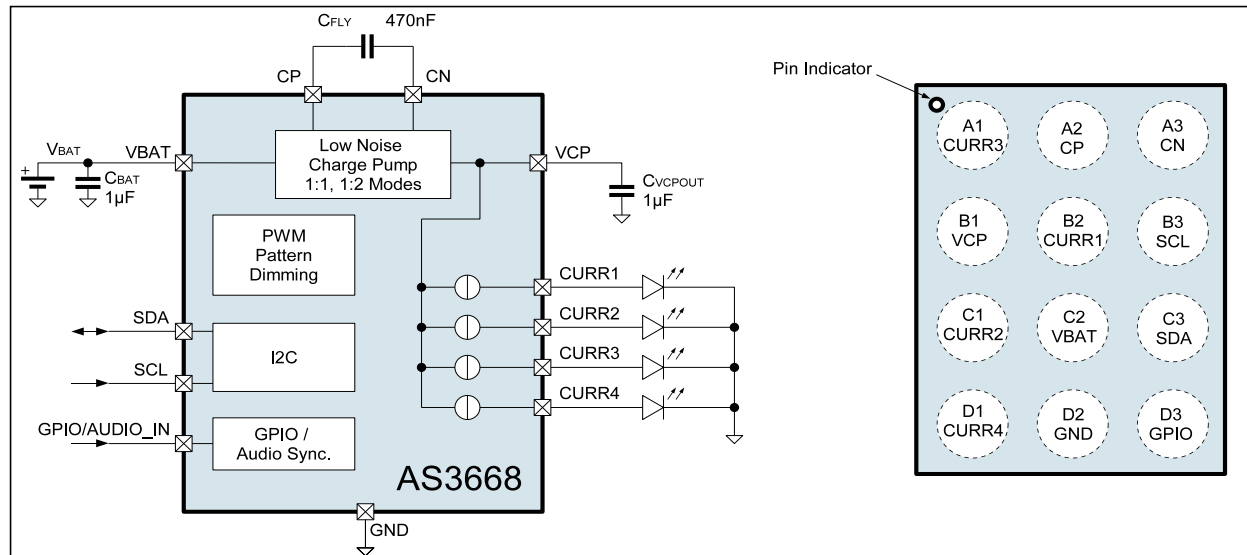 CFLY 470nF
CP
CN
VBAT
VBAT
+
CBAT
1µF
Low Noise
Charge Pump
1:1, 1:2 Modes
VCP
CVCPOUT
1µF
PWM
Pattern
Dimming
CURR1
CURR2
CURR3
CURR4
SDA
SCL
I2C
GPIO/AUDIO_IN
GPIO /
Audio Sync.
AS3668
GND
Pin Indicator
A1
CURR3
A2
CP
A3
CN
B1
VCP
B2
CURR1
B3
SCL
C1
CURR2
C2
VBAT
C3
SDA
D1
CURR4
D2
GND
D3
GPIO